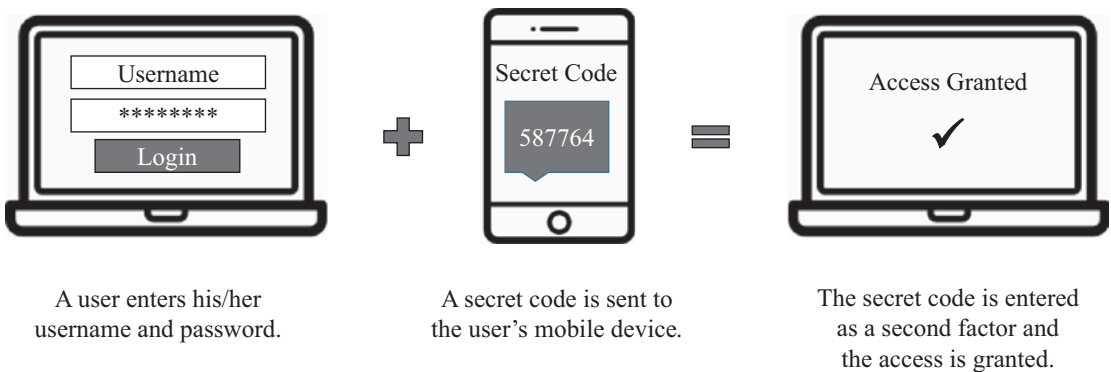 Username
********
Login
Secret Code
587764
Access Granted
A user enters his/her
username and password.
A secret code is sent to
the user’s mobile device.
The secret code is entered
as a second factor and
the access is granted.